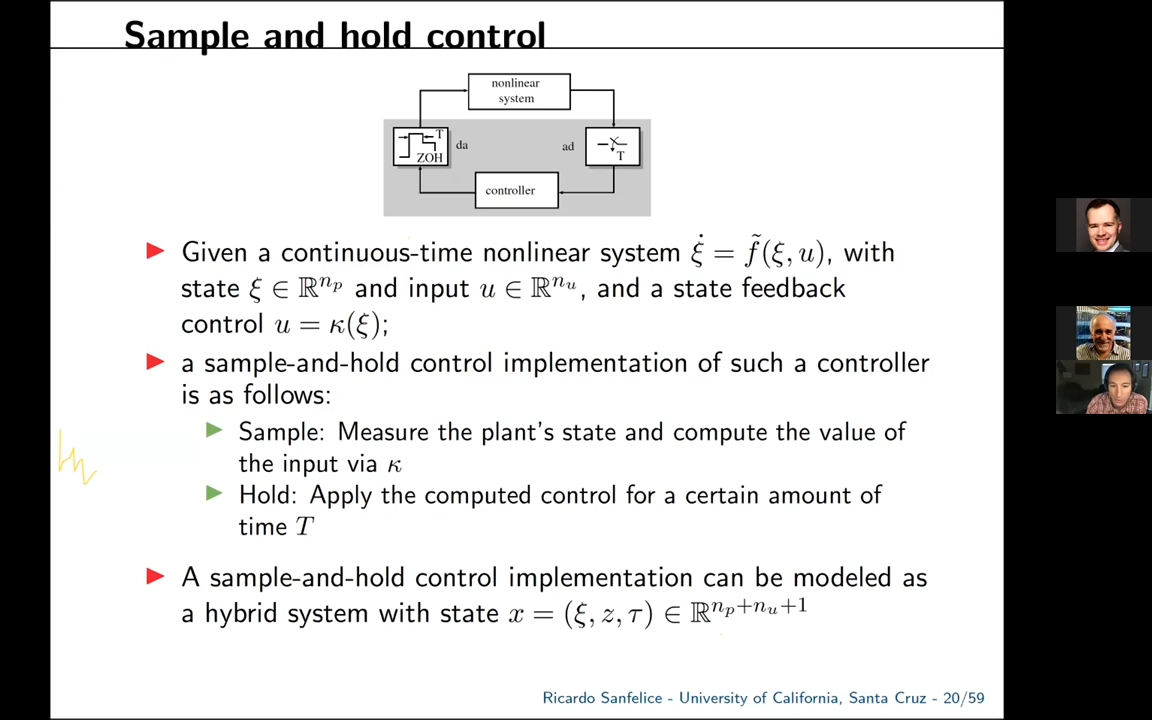 Sample and hold control
nonlinear
system
T
ZOH
da
ad
T
controller
Given a continuous-time nonlinear system ξ̇ = f̃(ξ, u), with
state ξ ∈ ℝⁿᵖ and input u ∈ ℝⁿᵘ, and a state feedback
control u = κ(ξ);
a sample-and-hold control implementation of such a controller
is as follows:
Sample: Measure the plant's state and compute the value of
the input via κ
Hold: Apply the computed control for a certain amount of
time T
A sample-and-hold control implementation can be modeled as
a hybrid system with state x = (ξ, z, τ) ∈ ℝⁿᵖ⁺ⁿᵘ⁺¹
Ricardo Sanfelice - University of California, Santa Cruz - 20/59